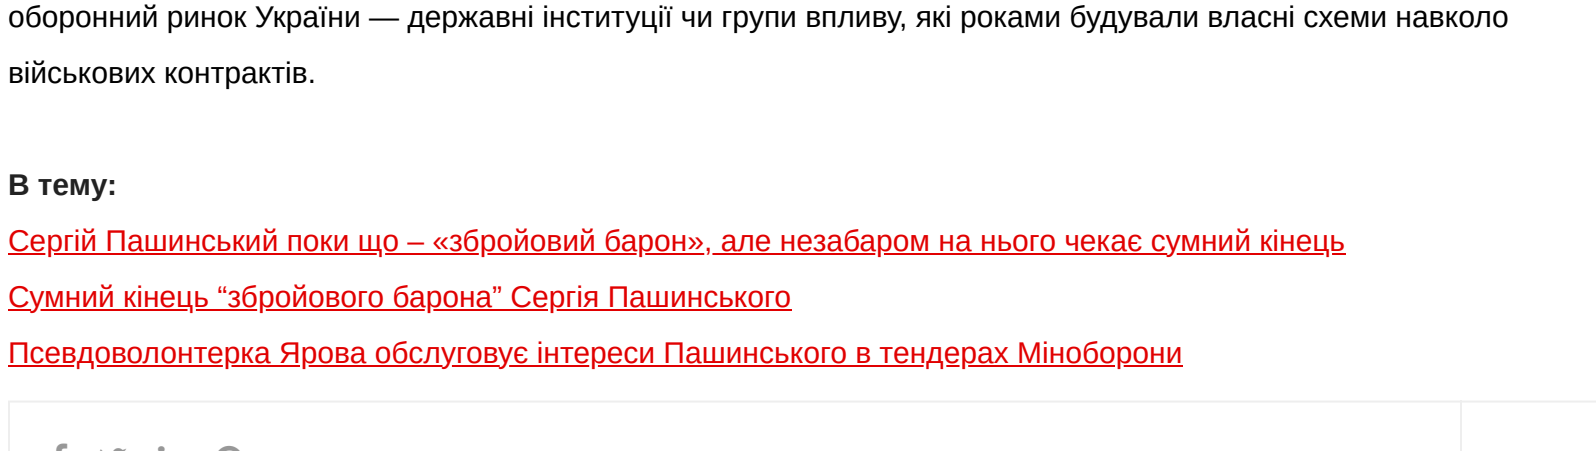 оборонний ринок України — державні інституції чи групи впливу, які роками будували власні схеми навколо
військових контрактів.
В тему:
Сергій Пашинський поки що – «збройовий барон», але незабаром на нього чекає сумний кінець
Сумний кінець “збройового барона” Сергія Пашинського
Псевдоволонтерка Ярова обслуговує інтереси Пашинського в тендерах Міноборони